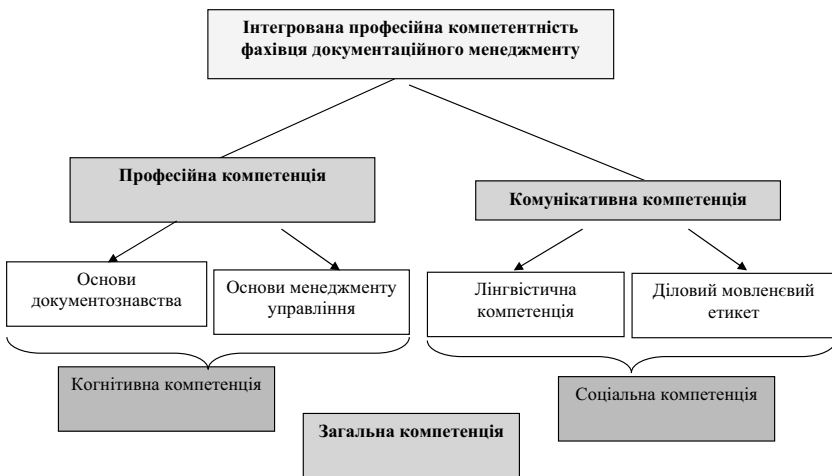 Інтегрована професійна компетентність
фахівця документаційного менеджменту
Професійна компетенція
Комунікативна компетенція
Основи
документознавства
Основи менеджменту
управління
Лінгвістична
компетенція
Діловий мовленєвий
етикет
Когнітивна компетенція
Соціальна компетенція
Загальна компетенція